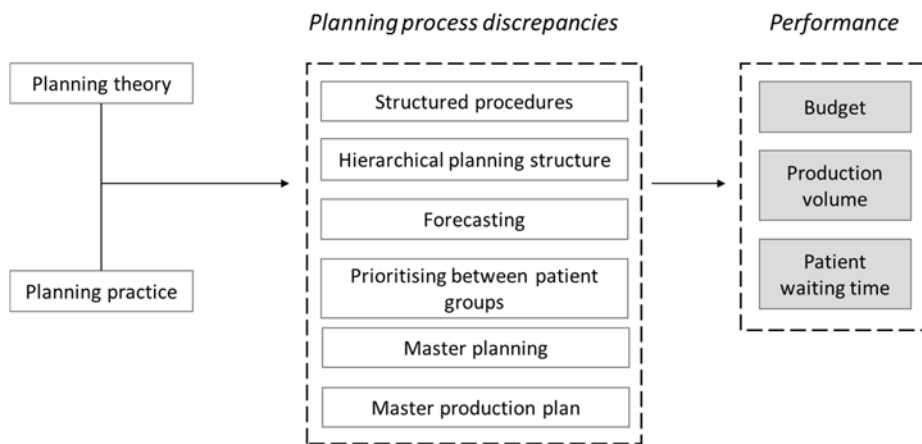 Planning process discrepancies
Performance
Planning theory
Planning practice
Structured procedures
Hierarchical planning structure
Forecasting
Prioritising between patient
groups
Master planning
Master production plan
Budget
Production
volume
Patient
waiting time